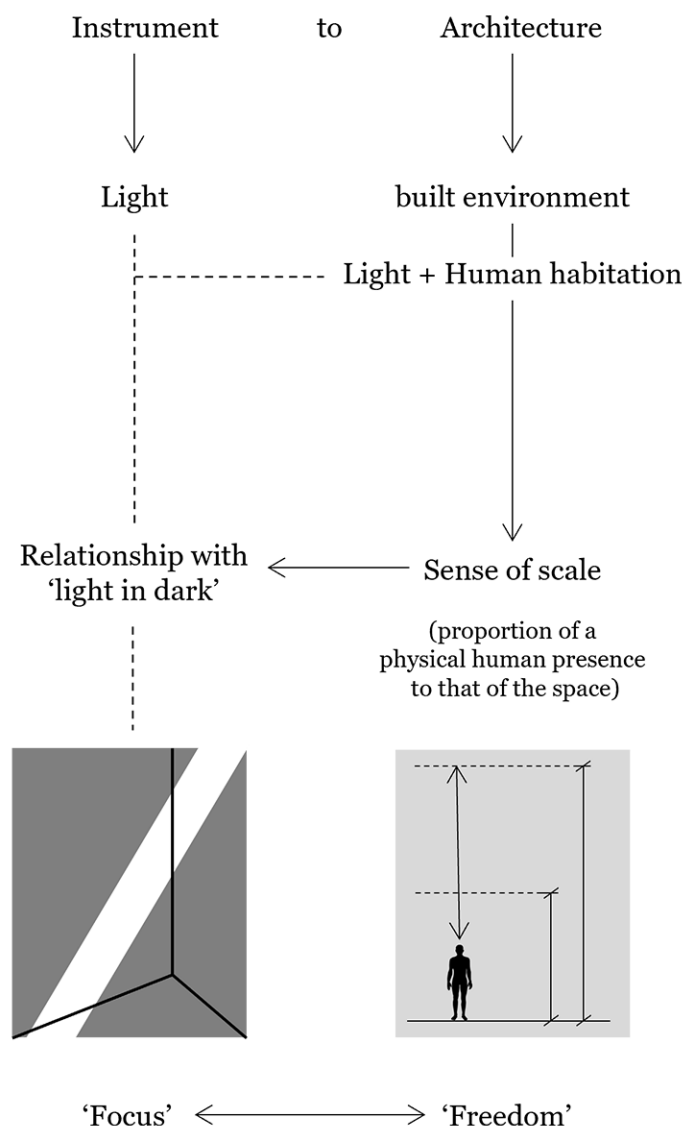 Instrument to Architecture
Light built environment
Light + Human habitation
Relationship with
‘light in dark’
Sense of scale
(proportion of a
physical human presence
to that of the space)
‘Focus’ ‘Freedom’